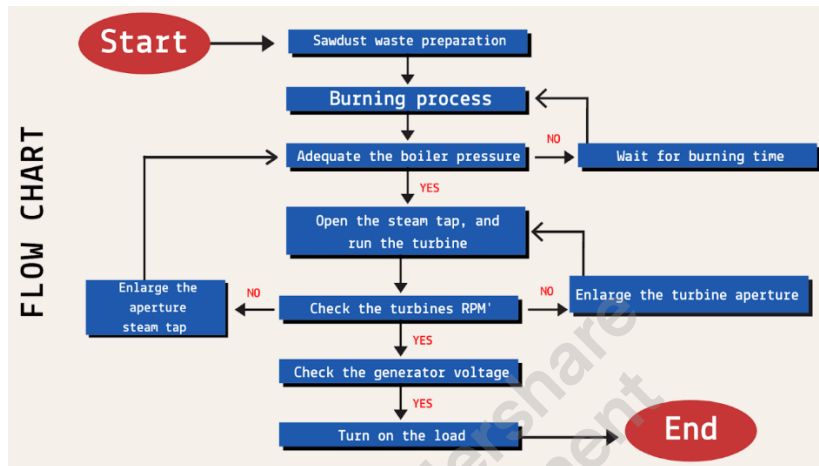 FLOW CHART
Start
Sawdust waste preparation
Burning process
Adequate the boiler pressure
NO
Wait for burning time
YES
Open the steam tap, and
run the turbine
Enlarge the
aperture
steam tap
NO
Check the turbines RPM'
NO
Enlarge the turbine aperture
YES
Check the generator voltage
YES
Turn on the load
End